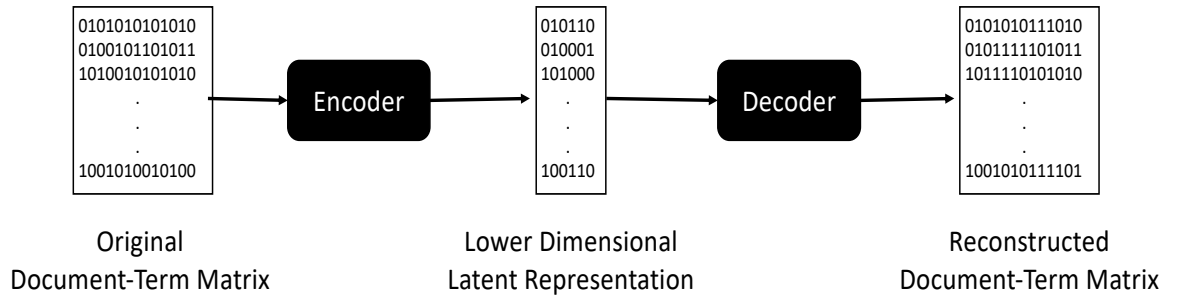 0101010101010
0100101101011
1010010101010
.
.
.
1001010010100
Original
Document-Term Matrix
Encoder
010110
010001
101000
.
.
.
100110
Lower Dimensional
Latent Representation
Decoder
0101010111010
0101111101011
1011110101010
.
.
.
1001010111101
Reconstructed
Document-Term Matrix